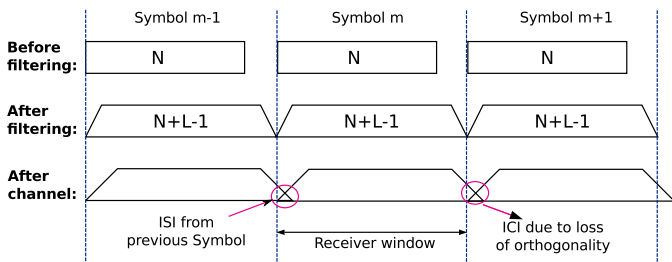 Symbol m-1
Symbol m
Symbol m+1
Before
filtering:
N
N
N
After
filtering:
N+L-1
N+L-1
N+L-1
After
channel:
ISI from
previous Symbol
Receiver window
ICI due to loss
of orthogonality